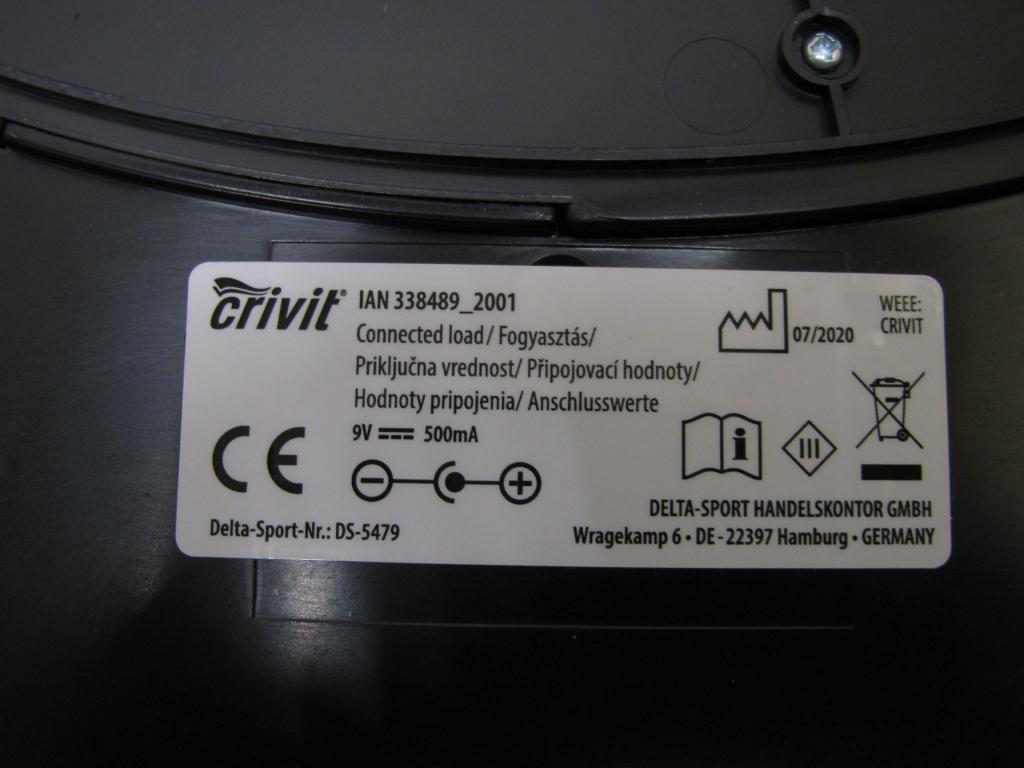 crivit®
IAN 338489_2001
Connected load/ Fogyasztás/
Priključna vrednost/ Připojovací hodnoty/
Hodnoty pripojenia/ Anschlusswerte
9V 500mA
07/2020
WEEE:
CRIVIT
CE
i
III
Delta-Sport-Nr.: DS-5479
DELTA-SPORT HANDELSKONTOR GMBH
Wragekamp 6 • DE-22397 Hamburg • GERMANY